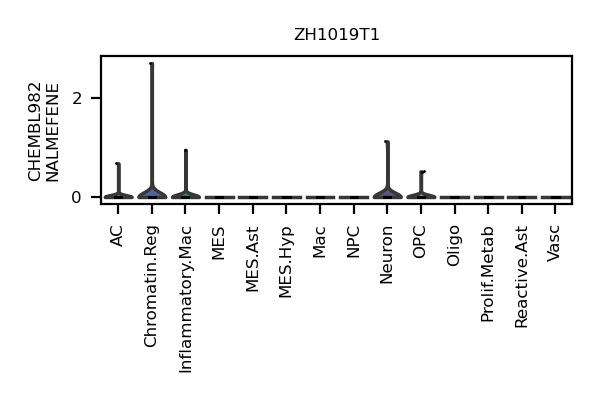 ZH1019T1
CHEMBL982
NALMEFENE
2
0
AC
Chromatin.Reg
Inflammatory.Mac
MES
MES.Ast
MES.Hyp
Mac
NPC
Neuron
OPC
Oligo
Prolif.Metab
Reactive.Ast
Vasc